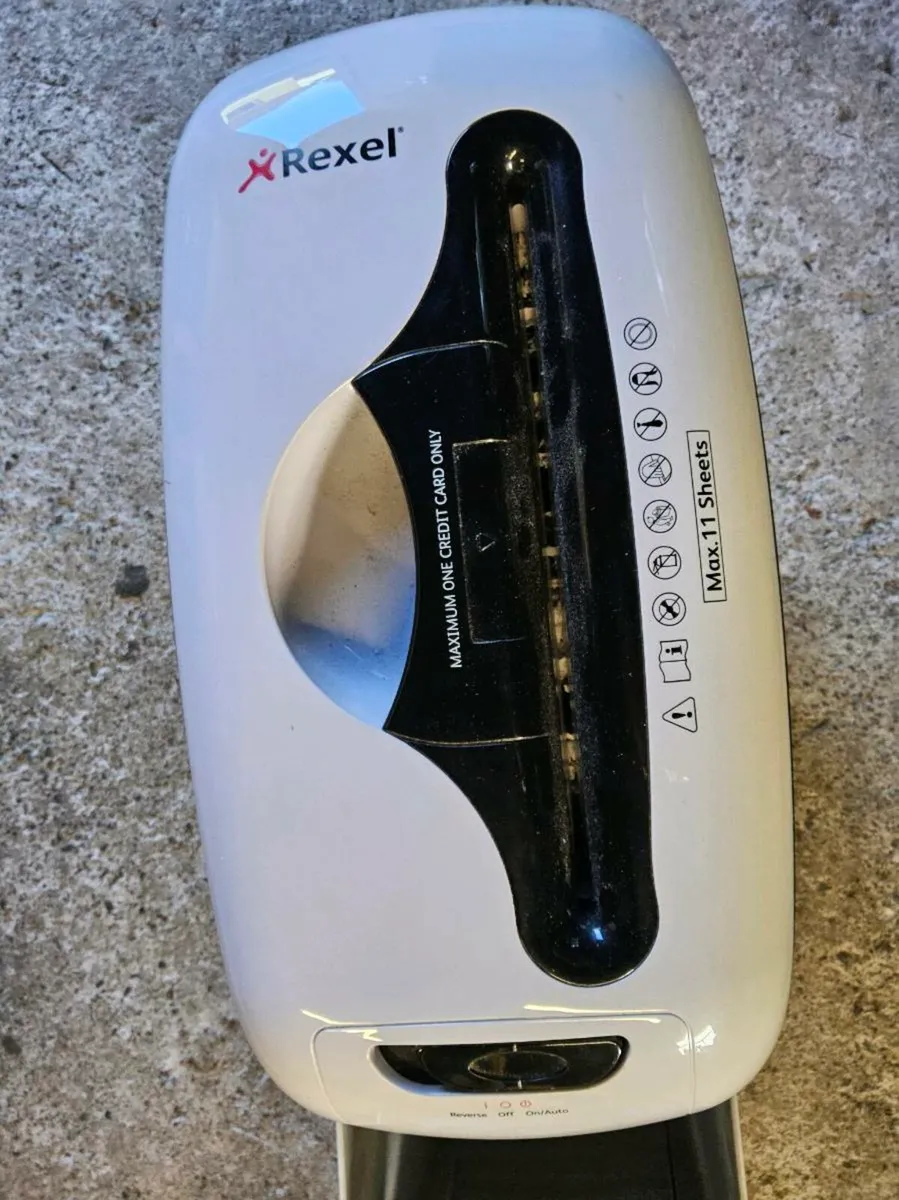 Rexel
MAXIMUM ONE CREDIT CARD ONLY
Max.11 Sheets
Reverse Off On/Auto